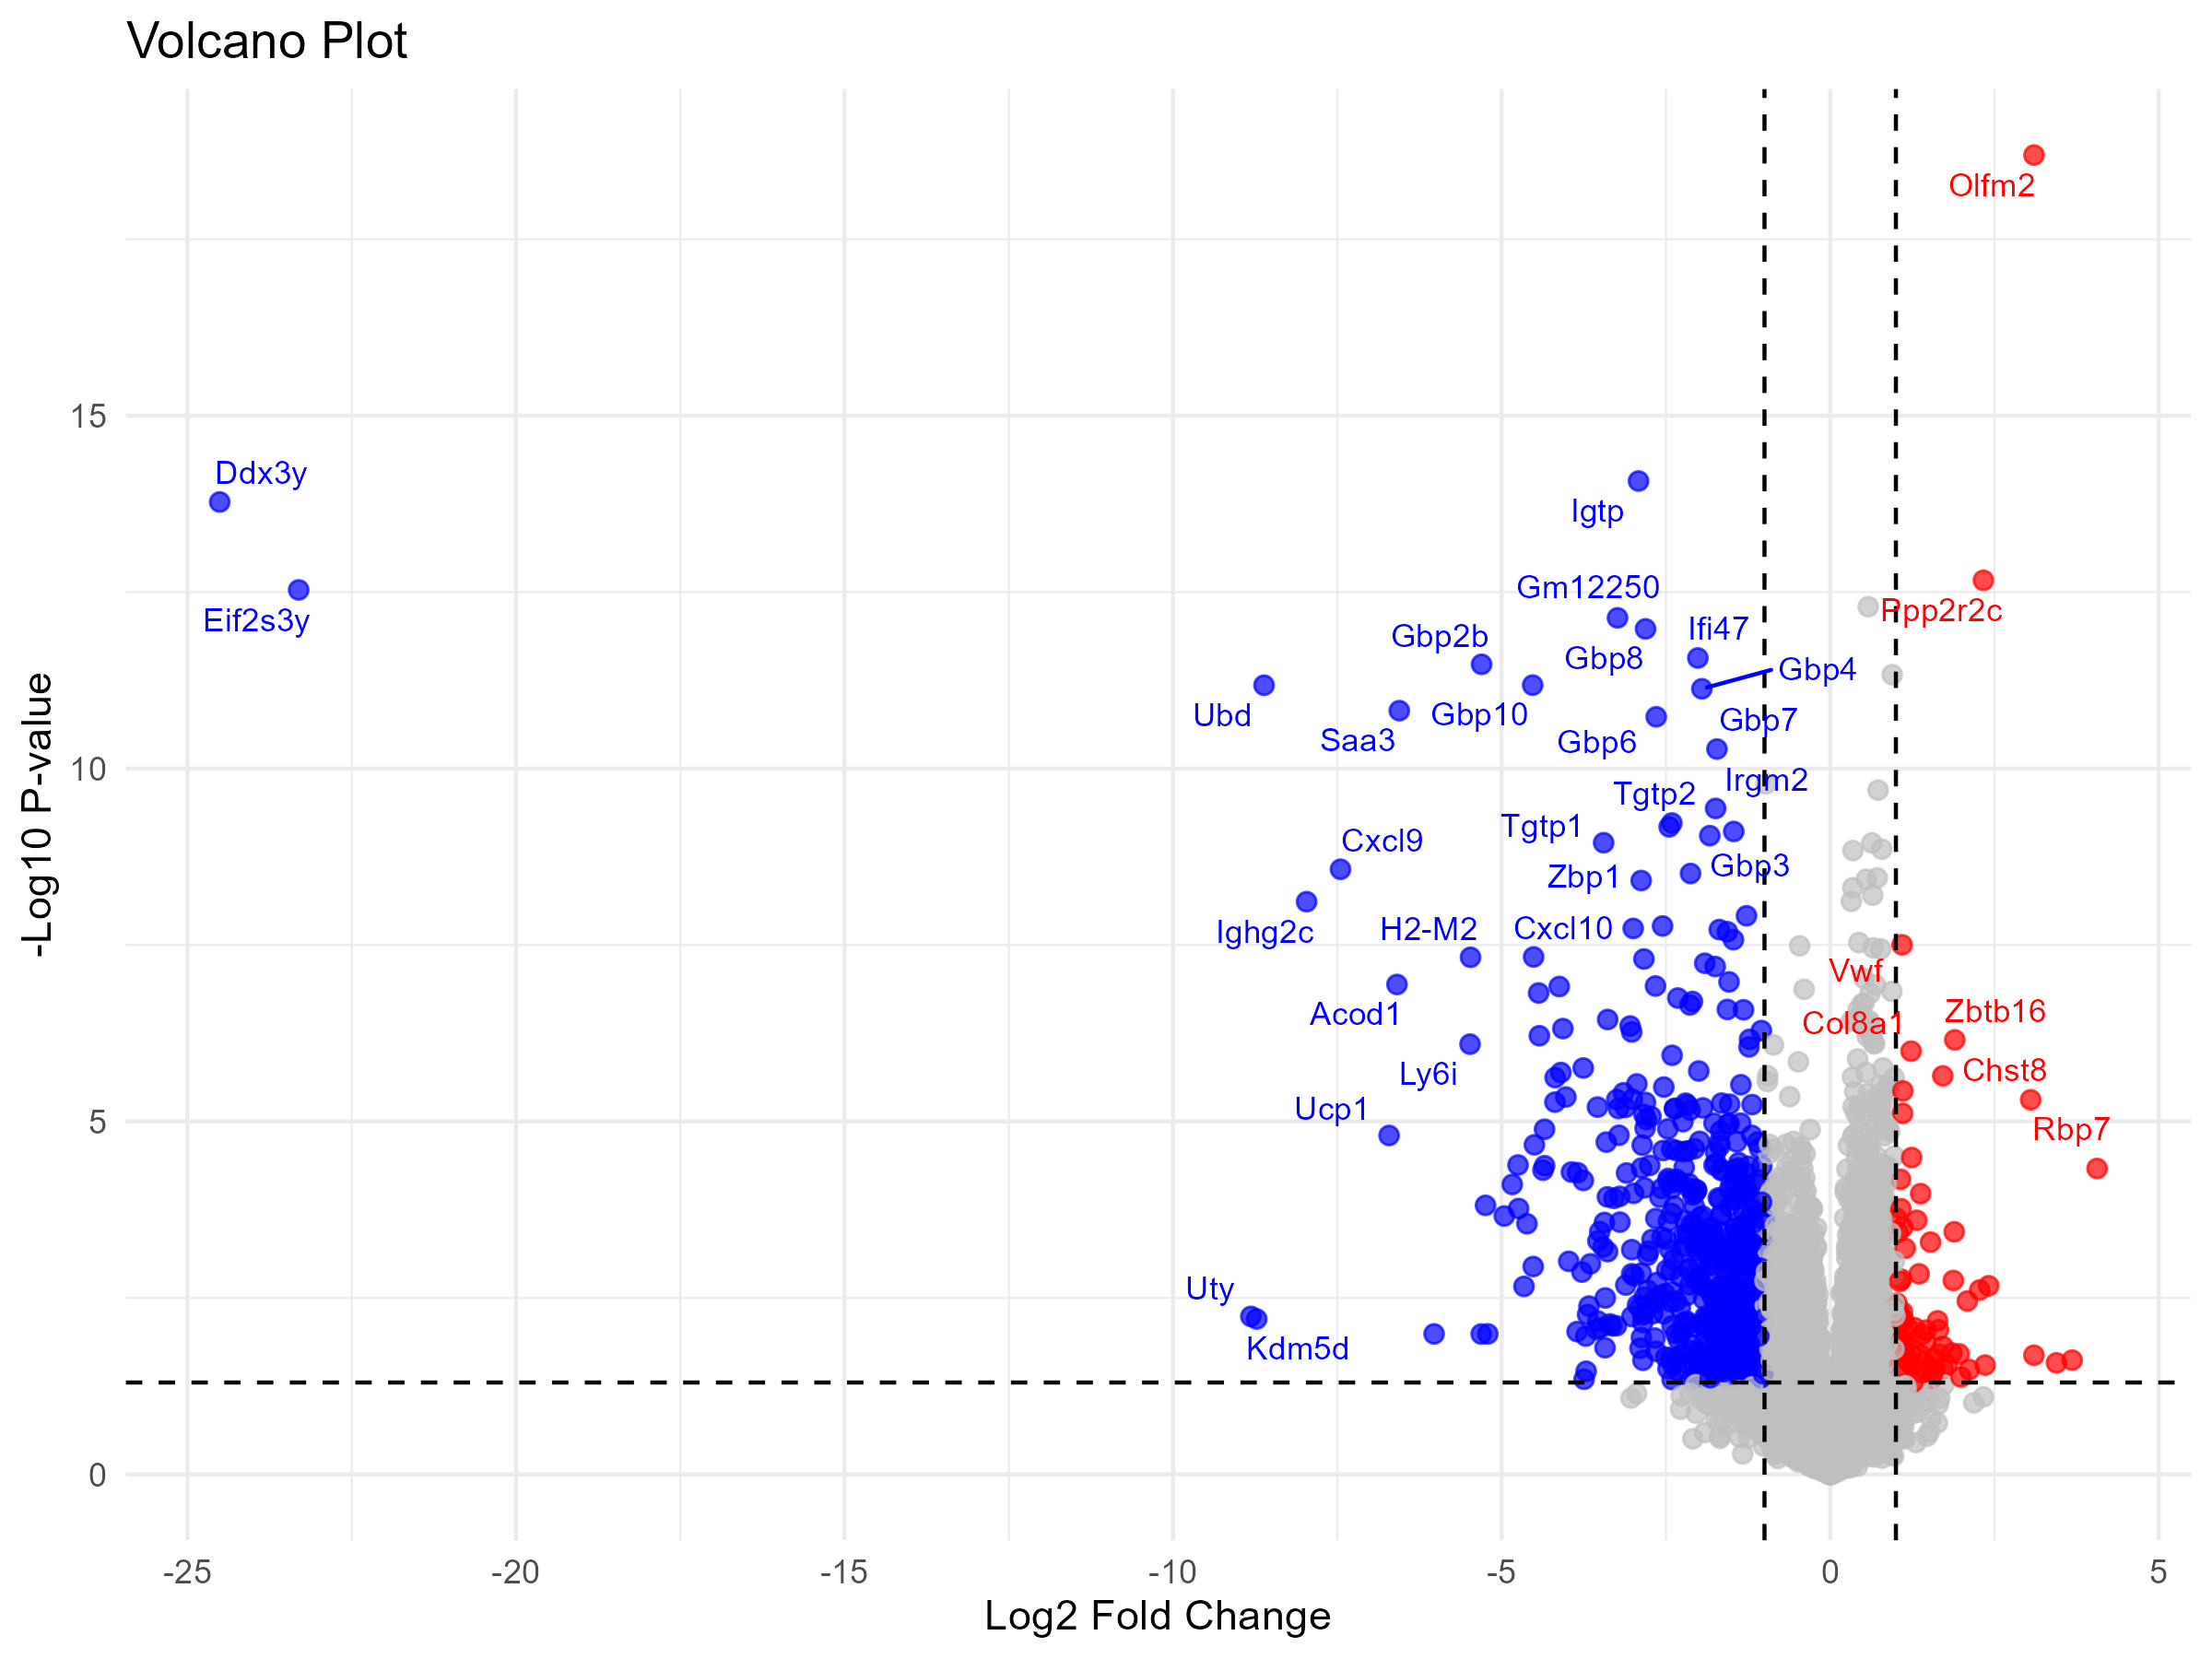 Volcano Plot
Olfm2
15
Ddx3y
Igtp
Gm12250
Ppp2r2c
Eif2s3y
Gbp2b
Ifi47
Gbp8
Gbp4
Ubd
Saa3
Gbp10
Gbp7
Gbp6
10
Irgm2
Tgtp2
Tgtp1
Cxcl9
Gbp3
Zbp1
Ighg2c
H2-M2
Cxcl10
Vwf
Acod1
Zbtb16
Col8a1
Ly6i
Chst8
Ucp1
5
Rbp7
Uty
Kdm5d
0
-25
-20
-15
-10
-5
0
5
Log2 Fold Change
-Log10 P-value